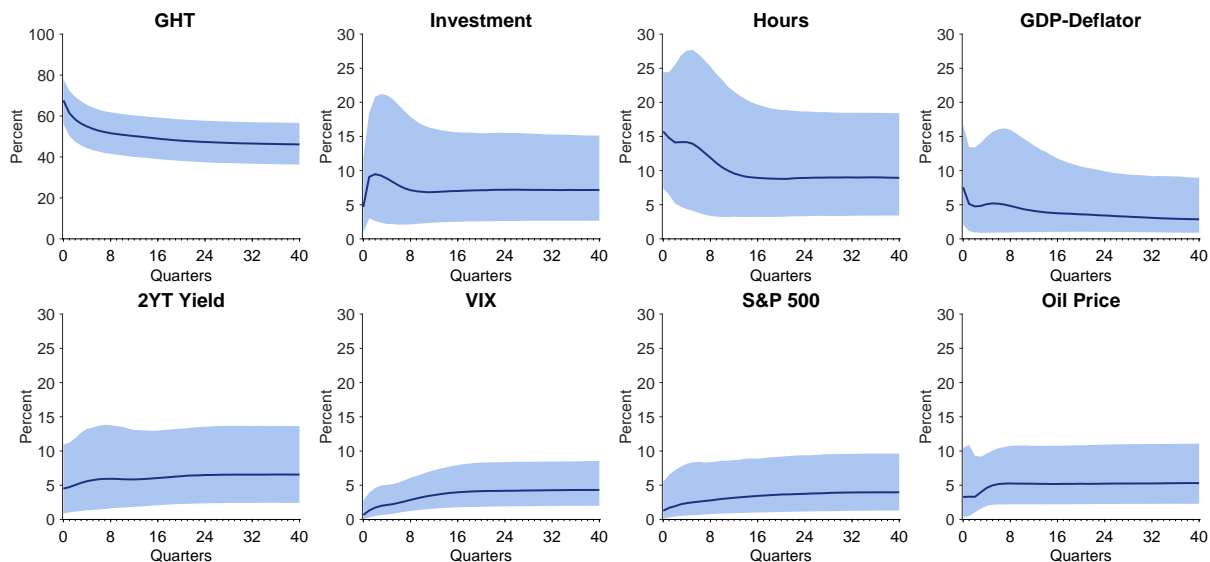 GHT
Investment
Hours
GDP-Deflator
100
80
60
40
20
0
Percent
0 8 16 24 32 40
Quarters
30
25
20
15
10
5
0
Percent
0 8 16 24 32 40
Quarters
30
25
20
15
10
5
0
Percent
0 8 16 24 32 40
Quarters
30
25
20
15
10
5
0
Percent
0 8 16 24 32 40
Quarters
2YT Yield
VIX
S&P 500
Oil Price
30
25
20
15
10
5
0
Percent
0 8 16 24 32 40
Quarters
30
25
20
15
10
5
0
Percent
0 8 16 24 32 40
Quarters
30
25
20
15
10
5
0
Percent
0 8 16 24 32 40
Quarters
30
25
20
15
10
5
0
Percent
0 8 16 24 32 40
Quarters